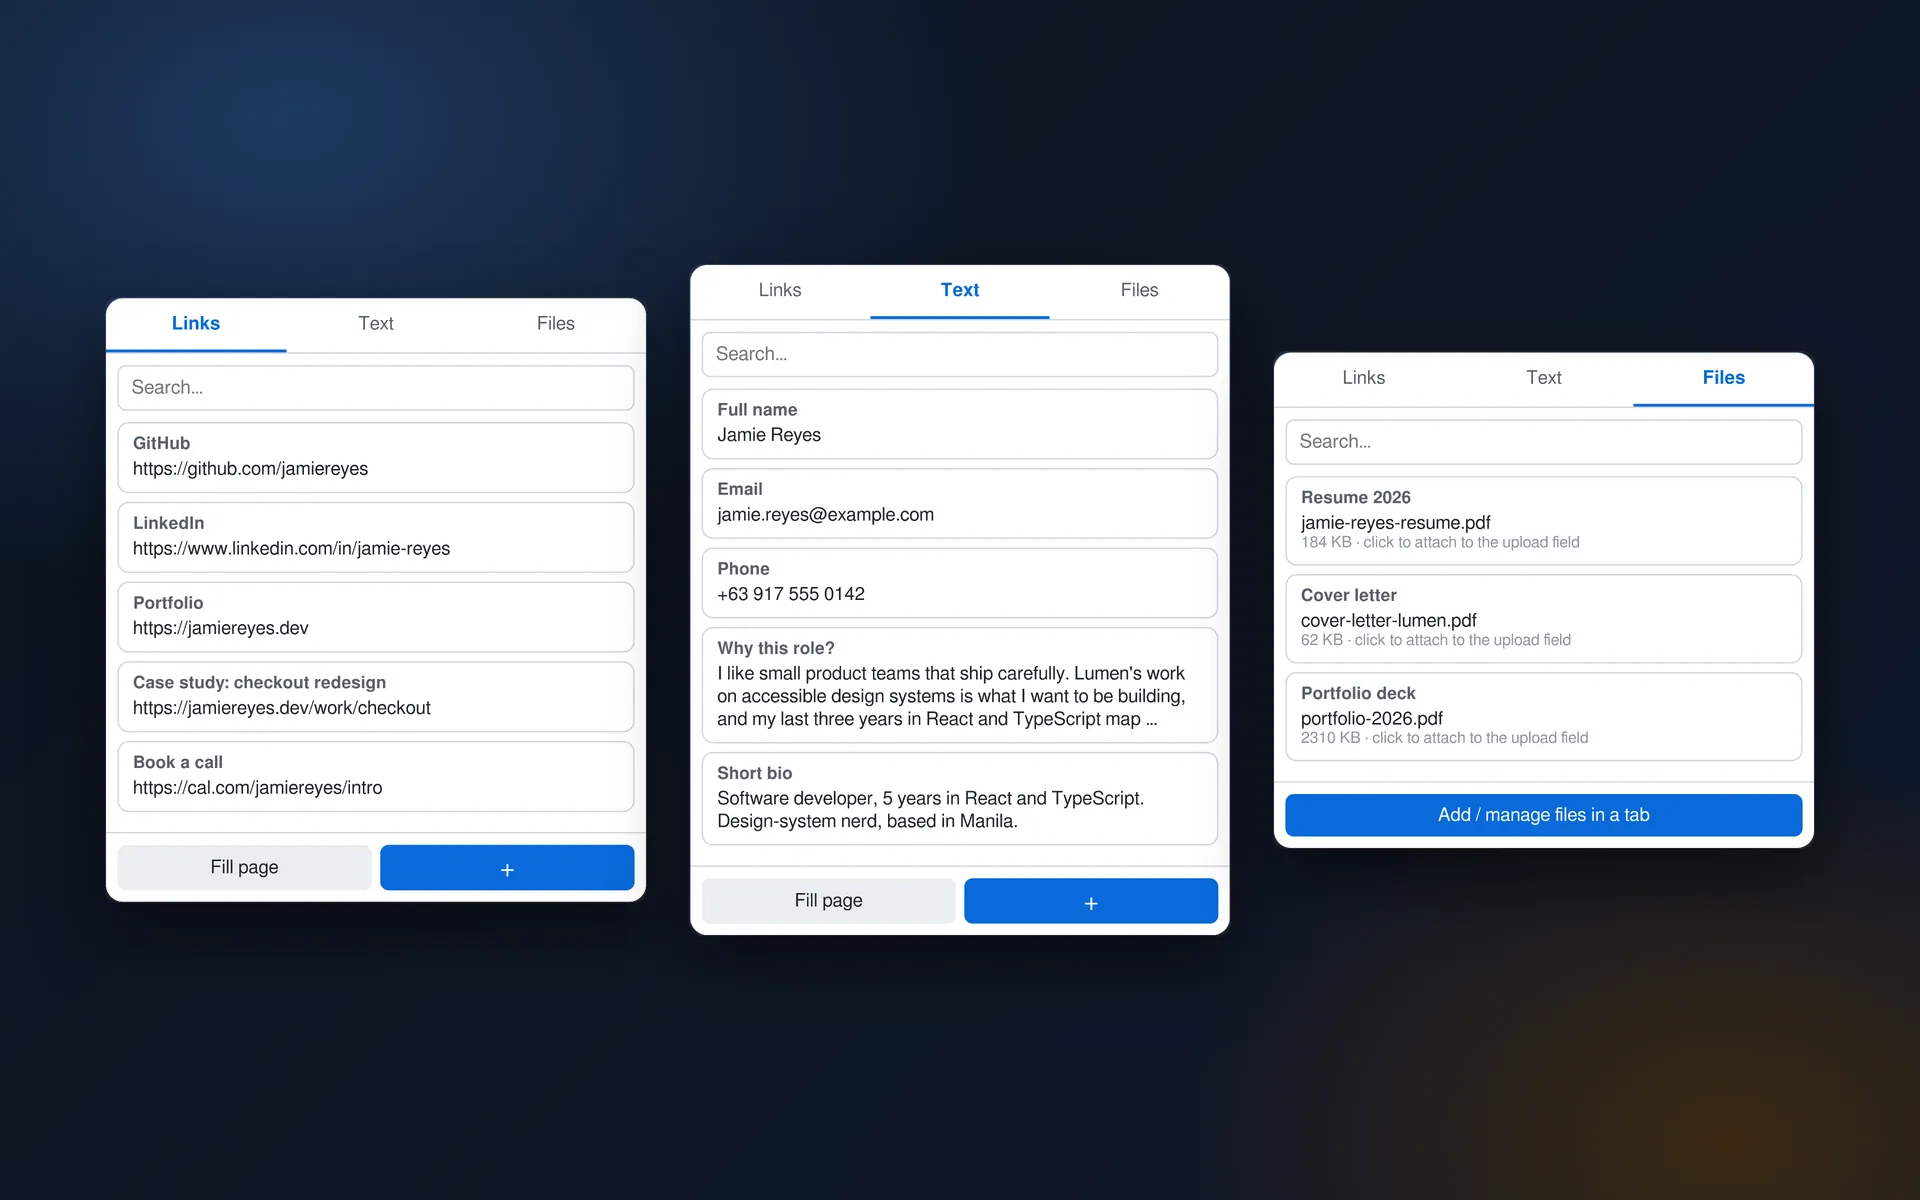 Links
Text
Files
Search...
GitHub
https://github.com/jamiereyes
LinkedIn
https://www.linkedin.com/in/jamie-reyes
Portfolio
https://jamiereyes.dev
Case study: checkout redesign
https://jamiereyes.dev/work/checkout
Book a call
https://cal.com/jamiereyes/intro
Fill page
+
Links
Text
Files
Search...
Full name
Jamie Reyes
Email
jamie.reyes@example.com
Phone
+63 917 555 0142
Why this role?
I like small product teams that ship carefully. Lumen's work
on accessible design systems is what I want to be building,
and my last three years in React and TypeScript map ...
Short bio
Software developer, 5 years in React and TypeScript.
Design-system nerd, based in Manila.
Fill page
+
Links
Text
Files
Search...
Resume 2026
jamie-reyes-resume.pdf
184 KB · click to attach to the upload field
Cover letter
cover-letter-lumen.pdf
62 KB · click to attach to the upload field
Portfolio deck
portfolio-2026.pdf
2310 KB · click to attach to the upload field
Add / manage files in a tab